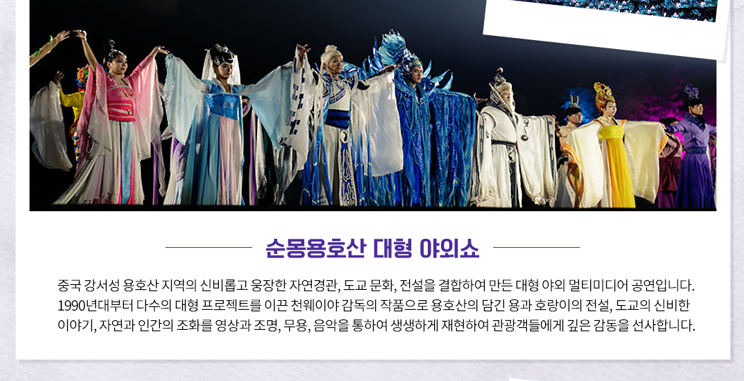 순몽용호산 대형 야외쇼
중국 강서성 용호산 지역의 신비롭고 웅장한 자연경관, 도교 문화, 전설을 결합하여 만든 대형 야외 멀티미디어 공연입니다.
1990년대부터 다수의 대형 프로젝트를 이끈 천웨이야 감독의 작품으로 용호산의 담긴 용과 호랑이의 전설, 도교의 신비한
이야기, 자연과 인간의 조화를 영상과 조명, 무용, 음악을 통하여 생생하게 재현하여 관광객들에게 깊은 감동을 선사합니다.